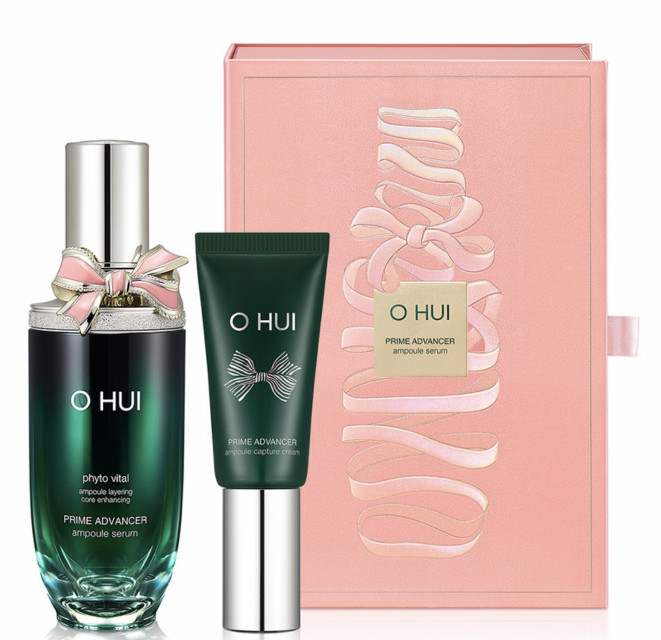 O HUI
phyto vital
ampoule layering
core enhancing
PRIME ADVANCER
ampoule serum
O HUI
PRIME ADVANCER
ampoule capture cream
O HUI
PRIME ADVANCER
ampoule serum